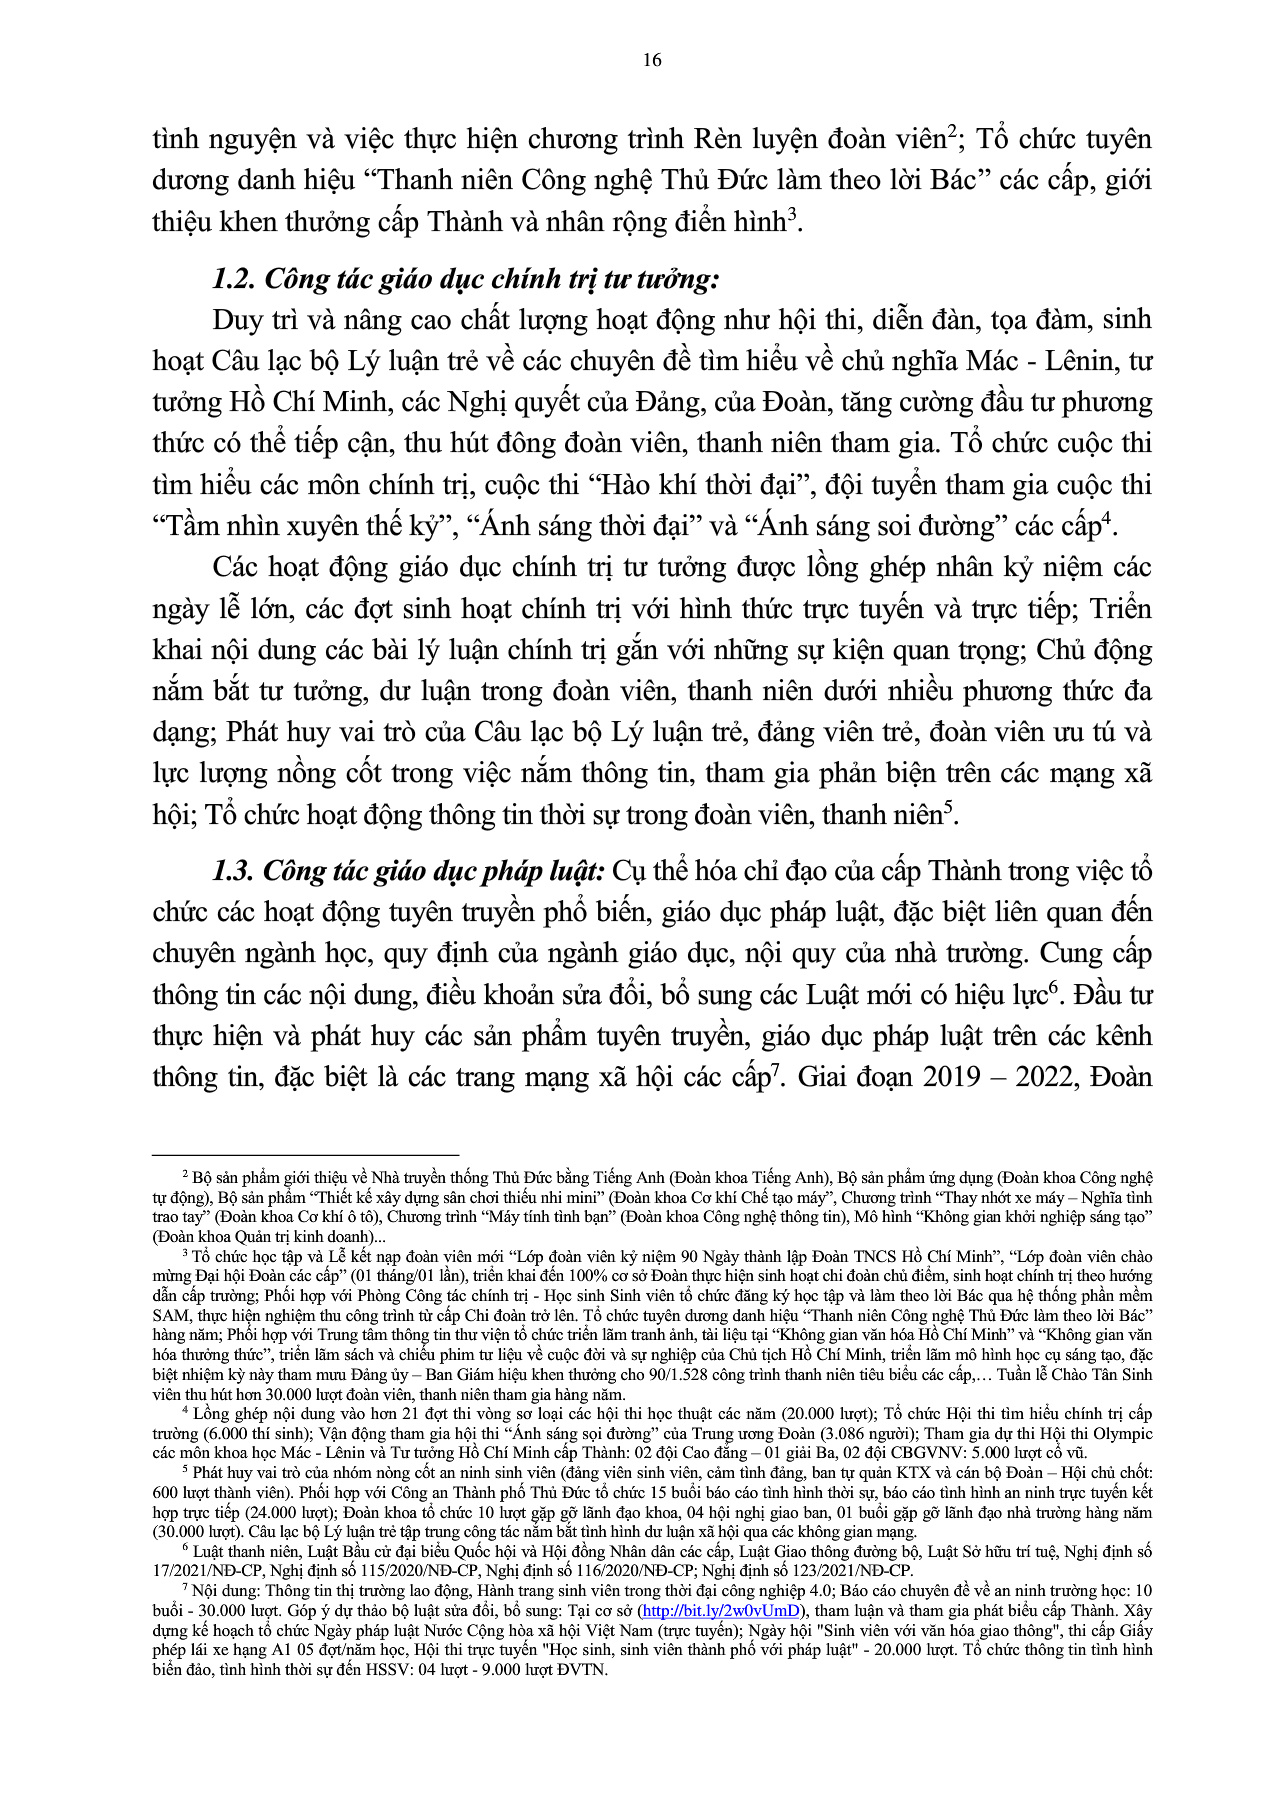 16
tình nguyện và việc thực hiện chương trình Rèn luyện đoàn viên²; Tổ chức tuyên
dương danh hiệu “Thanh niên Công nghệ Thủ Đức làm theo lời Bác” các cấp, giới
thiệu khen thưởng cấp Thành và nhân rộng điển hình³.
1.2. Công tác giáo dục chính trị tư tưởng:
Duy trì và nâng cao chất lượng hoạt động như hội thi, diễn đàn, tọa đàm, sinh
hoạt Câu lạc bộ Lý luận trẻ về các chuyên đề tìm hiểu về chủ nghĩa Mác - Lênin, tư
tưởng Hồ Chí Minh, các Nghị quyết của Đảng, của Đoàn, tăng cường đầu tư phương
thức có thể tiếp cận, thu hút đông đoàn viên, thanh niên tham gia. Tổ chức cuộc thi
tìm hiểu các môn chính trị, cuộc thi “Hào khí thời đại”, đội tuyển tham gia cuộc thi
“Tầm nhìn xuyên thế kỷ”, “Ánh sáng thời đại” và “Ánh sáng soi đường” các cấp⁴.
Các hoạt động giáo dục chính trị tư tưởng được lồng ghép nhân kỷ niệm các
ngày lễ lớn, các đợt sinh hoạt chính trị với hình thức trực tuyến và trực tiếp; Triển
khai nội dung các bài lý luận chính trị gắn với những sự kiện quan trọng; Chủ động
nắm bắt tư tưởng, dư luận trong đoàn viên, thanh niên dưới nhiều phương thức đa
dạng; Phát huy vai trò của Câu lạc bộ Lý luận trẻ, đảng viên trẻ, đoàn viên ưu tú và
lực lượng nồng cốt trong việc nắm thông tin, tham gia phản biện trên các mạng xã
hội; Tổ chức hoạt động thông tin thời sự trong đoàn viên, thanh niên⁵.
1.3. Công tác giáo dục pháp luật: Cụ thể hóa chỉ đạo của cấp Thành trong việc tổ
chức các hoạt động tuyên truyền phổ biến, giáo dục pháp luật, đặc biệt liên quan đến
chuyên ngành học, quy định của ngành giáo dục, nội quy của nhà trường. Cung cấp
thông tin các nội dung, điều khoản sửa đổi, bổ sung các Luật mới có hiệu lực⁶. Đầu tư
thực hiện và phát huy các sản phẩm tuyên truyền, giáo dục pháp luật trên các kênh
thông tin, đặc biệt là các trang mạng xã hội các cấp⁷. Giai đoạn 2019 – 2022, Đoàn
² Bộ sản phẩm giới thiệu về Nhà truyền thống Thủ Đức bằng Tiếng Anh (Đoàn khoa Tiếng Anh), Bộ sản phẩm ứng dụng (Đoàn khoa Công nghệ
tự động), Bộ sản phẩm “Thiết kế xây dựng sân chơi thiếu nhi mini” (Đoàn khoa Cơ khí Chế tạo máy”, Chương trình “Thay nhớt xe máy – Nghĩa tình
trao tay” (Đoàn khoa Cơ khí ô tô), Chương trình “Máy tính tình bạn” (Đoàn khoa Công nghệ thông tin), Mô hình “Không gian khởi nghiệp sáng tạo”
(Đoàn khoa Quản trị kinh doanh)...
³ Tổ chức học tập và Lễ kết nạp đoàn viên mới “Lớp đoàn viên kỷ niệm 90 Ngày thành lập Đoàn TNCS Hồ Chí Minh”, “Lớp đoàn viên chào
mừng Đại hội Đoàn các cấp” (01 tháng/01 lần), triển khai đến 100% cơ sở Đoàn thực hiện sinh hoạt chi đoàn chủ điểm, sinh hoạt chính trị theo hướng
dẫn cấp trường; Phối hợp với Phòng Công tác chính trị - Học sinh Sinh viên tổ chức đăng ký học tập và làm theo lời Bác qua hệ thống phần mềm
SAM, thực hiện nghiệm thu công trình từ cấp Chi đoàn trở lên. Tổ chức tuyên dương danh hiệu “Thanh niên Công nghệ Thủ Đức làm theo lời Bác”
hàng năm; Phối hợp với Trung tâm thông tin thư viện tổ chức triển lãm tranh ảnh, tài liệu tại “Không gian văn hóa Hồ Chí Minh” và “Không gian văn
hóa thưởng thức”, triển lãm sách và chiếu phim tư liệu về cuộc đời và sự nghiệp của Chủ tịch Hồ Chí Minh, triển lãm mô hình học cụ sáng tạo, đặc
biệt nhiệm kỳ này tham mưu Đảng ủy – Ban Giám hiệu khen thưởng cho 90/1.528 công trình thanh niên tiêu biểu các cấp,… Tuần lễ Chào Tân Sinh
viên thu hút hơn 30.000 lượt đoàn viên, thanh niên tham gia hàng năm.
⁴ Lồng ghép nội dung vào hơn 21 đợt thi vòng sơ loại các hội thi học thuật các năm (20.000 lượt); Tổ chức Hội thi tìm hiểu chính trị cấp
trường (6.000 thí sinh); Vận động tham gia hội thi “Ánh sáng sọi đường” của Trung ương Đoàn (3.086 người); Tham gia dự thi Hội thi Olympic
các môn khoa học Mác - Lênin và Tư tưởng Hồ Chí Minh cấp Thành: 02 đội Cao đẳng – 01 giải Ba, 02 đội CBGVNV: 5.000 lượt cổ vũ.
⁵ Phát huy vai trò của nhóm nòng cốt an ninh sinh viên (đảng viên sinh viên, cảm tình đảng, ban tự quản KTX và cán bộ Đoàn – Hội chủ chốt:
600 lượt thành viên). Phối hợp với Công an Thành phố Thủ Đức tổ chức 15 buổi báo cáo tình hình thời sự, báo cáo tình hình an ninh trực tuyến kết
hợp trực tiếp (24.000 lượt); Đoàn khoa tổ chức 10 lượt gặp gỡ lãnh đạo khoa, 04 hội nghị giao ban, 01 buổi gặp gỡ lãnh đạo nhà trường hàng năm
(30.000 lượt). Câu lạc bộ Lý luận trẻ tập trung công tác nắm bắt tình hình dư luận xã hội qua các không gian mạng.
⁶ Luật thanh niên, Luật Bầu cử đại biểu Quốc hội và Hội đồng Nhân dân các cấp, Luật Giao thông đường bộ, Luật Sở hữu trí tuệ, Nghị định số
17/2021/NĐ-CP, Nghị định số 115/2020/NĐ-CP, Nghị định số 116/2020/NĐ-CP; Nghị định số 123/2021/NĐ-CP.
⁷ Nội dung: Thông tin thị trường lao động, Hành trang sinh viên trong thời đại công nghiệp 4.0; Báo cáo chuyên đề về an ninh trường học: 10
buổi - 30.000 lượt. Góp ý dự thảo bộ luật sửa đổi, bổ sung: Tại cơ sở (http://bit.ly/2w0vUmD), tham luận và tham gia phát biểu cấp Thành. Xây
dựng kế hoạch tổ chức Ngày pháp luật Nước Cộng hòa xã hội Việt Nam (trực tuyến); Ngày hội "Sinh viên với văn hóa giao thông", thi cấp Giấy
phép lái xe hạng A1 05 đợt/năm học, Hội thi trực tuyến "Học sinh, sinh viên thành phố với pháp luật" - 20.000 lượt. Tổ chức thông tin tình hình
biển đảo, tình hình thời sự đến HSSV: 04 lượt - 9.000 lượt ĐVTN.